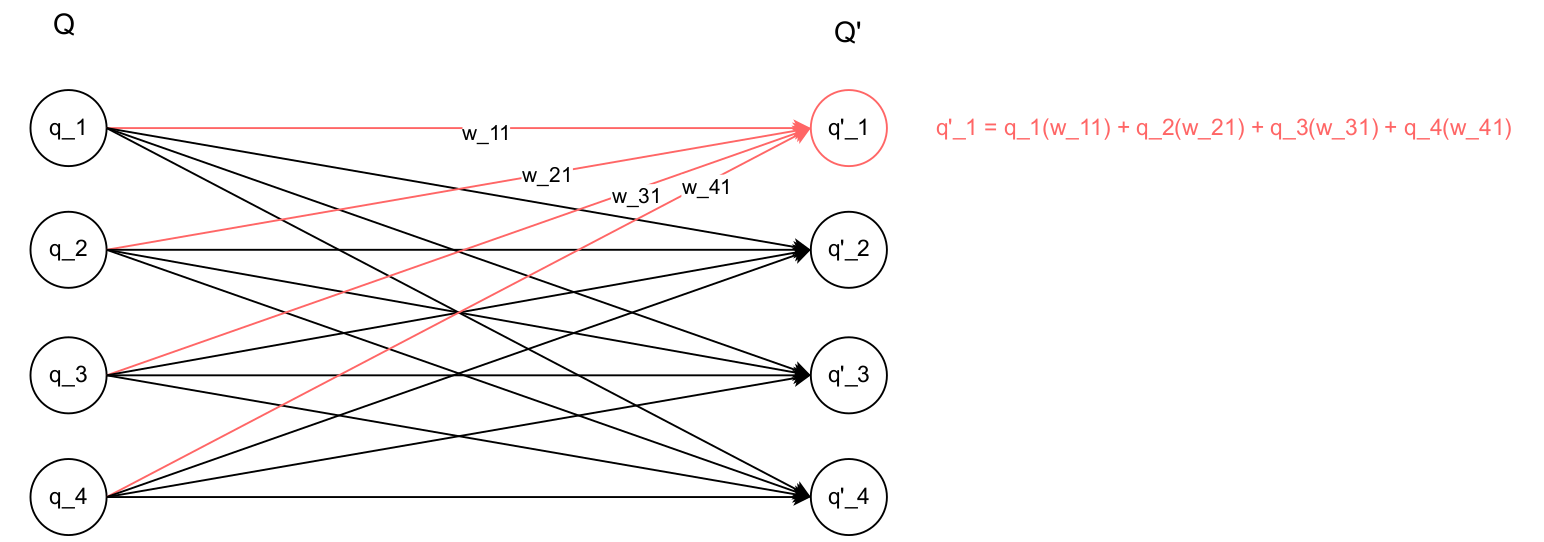 Q
Q'
q_1
w_11
q'_1
q'_1 = q_1(w_11) + q_2(w_21) + q_3(w_31) + q_4(w_41)
w_21
w_31
w_41
q_2
q'_2
q_3
q'_3
q_4
q'_4